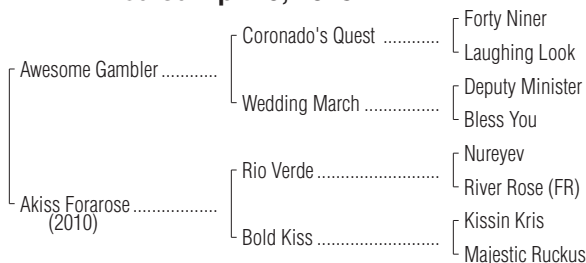 Forty Niner
Coronado's Quest ............
Laughing Look
Awesome Gambler ............
Deputy Minister
Wedding March ................
Bless You
Nureyev
Rio Verde .........................
River Rose (FR)
Akiss Forarose ..................
(2010)
Kissin Kris
Bold Kiss ..........................
Majestic Ruckus